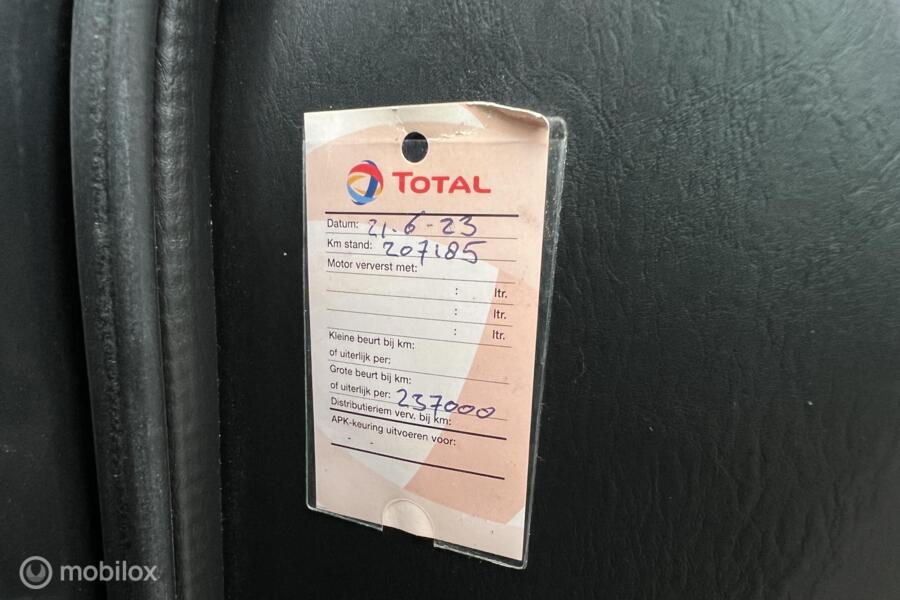 TOTAL
Datum: 21.6-23
Km stand: 207185
Motor ververst met:
: ltr.
: ltr.
: ltr.
Kleine beurt bij km:
of uiterlijk per:
Grote beurt bij km:
of uiterlijk per: 237000
Distributieriem verv. bij km:
APK-keuring uitvoeren voor:
- -
mobilox